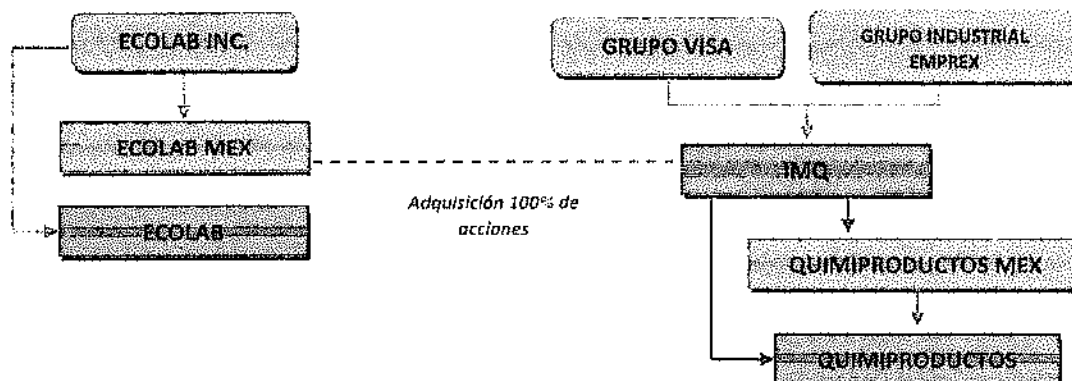 ECOLAB INC.
ECOLAB MEX
ECOLAB
Adquisición 100% de
acciones
GRUPO VISA
GRUPO INDUSTRIAL
EMPREX
IMQ
QUIMIPRODUCTOS MEX
QUIMIPRODUCTOS